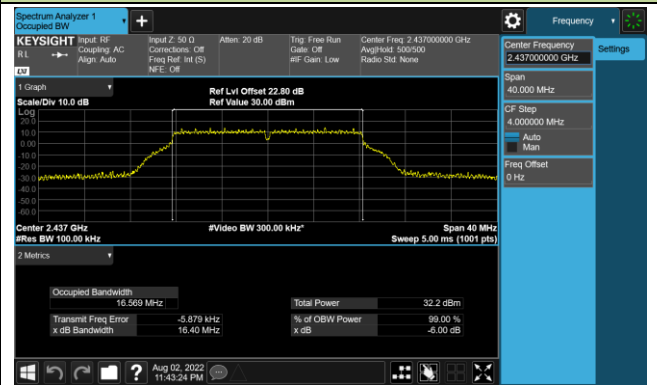 Spectrum Analyzer 1
Occupied BW
Frequency
KEYSIGHT Input: RF Input Z: 50 Ω Atten: 20 dB Trig: Free Run Center Freq: 2.437000000 GHz
RL Coupling: AC Corrections: Off Gate: Off Avg|Hold: 500/500
Align: Auto Freq Ref: Int (S) #IF Gain: Low Radio Std: None
NFE: Off
Center Frequency
2.437000000 GHz
Settings
Span
40.000 MHz
CF Step
4.000000 MHz
Auto
Man
Freq Offset
0 Hz
1 Graph
Scale/Div 10.0 dB
Ref Lvl Offset 22.80 dB
Ref Value 30.00 dBm
Log
20.0
10.0
0.00
-10.0
-20.0
-30.0
-40.0
-50.0
-60.0
Center 2.437 GHz #Video BW 300.00 kHz* Span 40 MHz
#Res BW 100.00 kHz Sweep 5.00 ms (1001 pts)
2 Metrics
Occupied Bandwidth
16.569 MHz Total Power 32.2 dBm
Transmit Freq Error -5.879 kHz % of OBW Power 99.00 %
x dB Bandwidth 16.40 MHz x dB -6.00 dB
Aug 02, 2022
11:43:24 PM